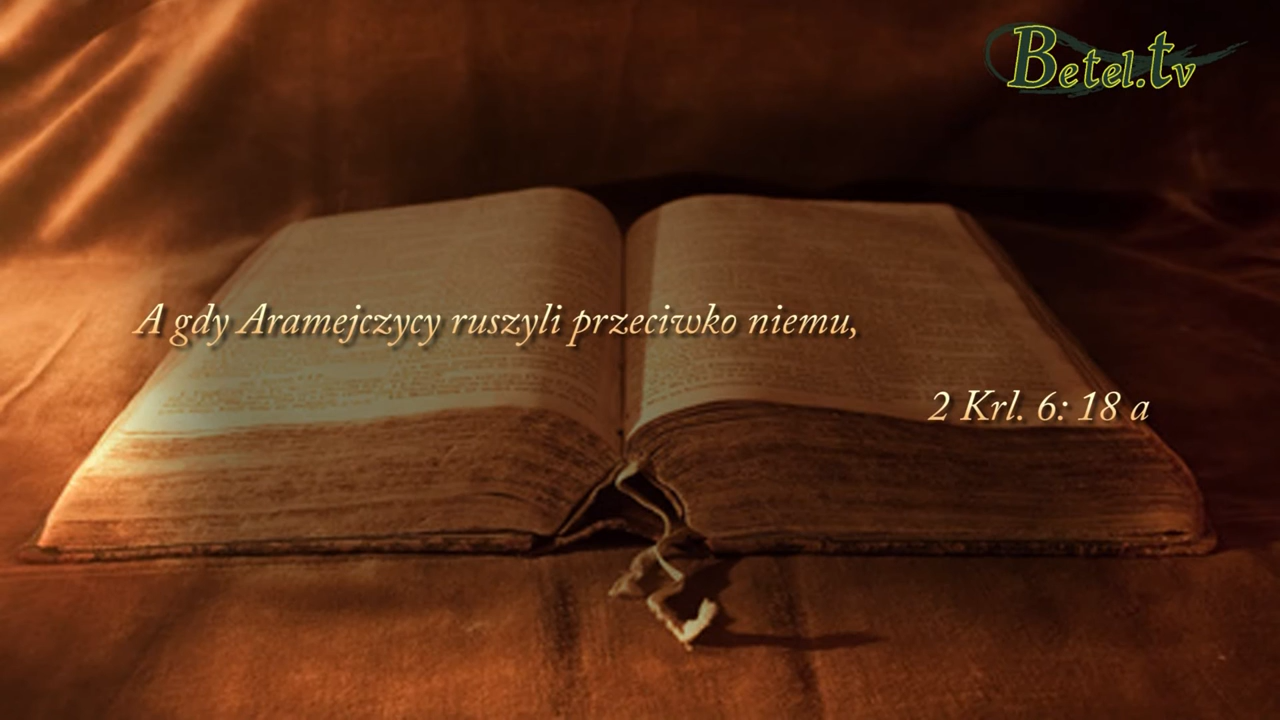 Betel.tv
A gdy Aramejczycy ruszyli przeciwko niemu,
2 Krl. 6: 18 a